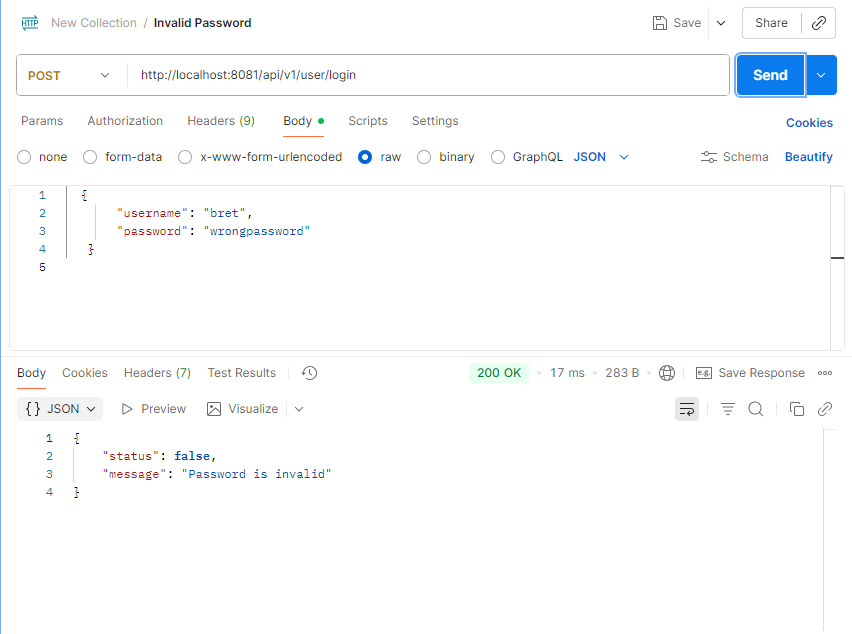 HTTP New Collection / Invalid Password Save Share
POST http://localhost:8081/api/v1/user/login Send
Params Authorization Headers (9) Body Scripts Settings Cookies
none form-data x-www-form-urlencoded raw binary GraphQL JSON Schema Beautify
1 {
2 "username": "bret",
3 "password": "wrongpassword"
4 }
5
Body Cookies Headers (7) Test Results 200 OK • 17 ms • 283 B • e.g. Save Response
{} JSON Preview Visualize
1 {
2 "status": false,
3 "message": "Password is invalid"
4 }